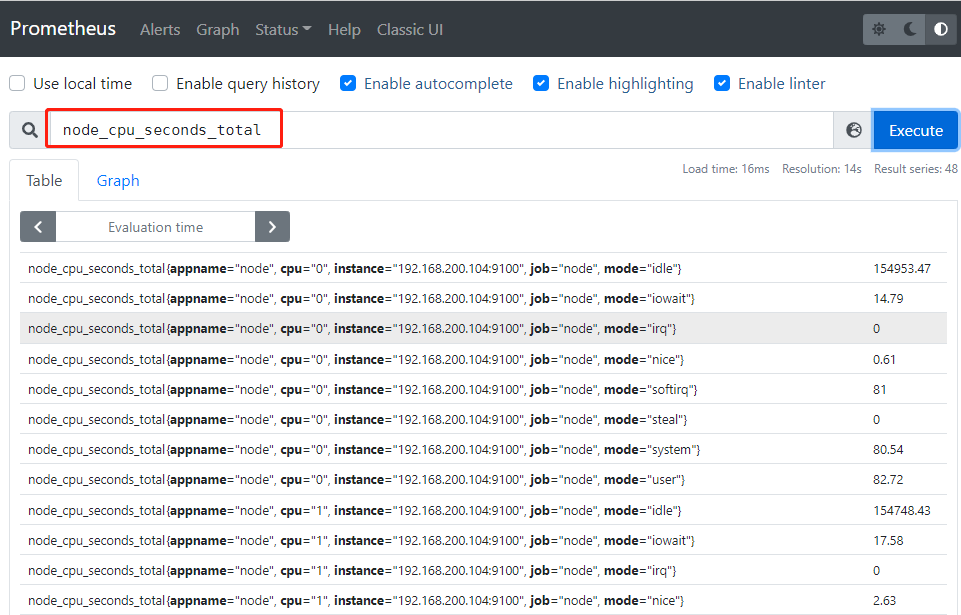 Prometheus Alerts Graph Status Help Classic UI
Use local time Enable query history Enable autocomplete Enable highlighting Enable linter
node_cpu_seconds_total Execute
Table Graph Load time: 16ms Resolution: 14s Result series: 48
Evaluation time
node_cpu_seconds_total{appname="node", cpu="0", instance="192.168.200.104:9100", job="node", mode="idle"} 154953.47
node_cpu_seconds_total{appname="node", cpu="0", instance="192.168.200.104:9100", job="node", mode="iowait"} 14.79
node_cpu_seconds_total{appname="node", cpu="0", instance="192.168.200.104:9100", job="node", mode="irq"} 0
node_cpu_seconds_total{appname="node", cpu="0", instance="192.168.200.104:9100", job="node", mode="nice"} 0.61
node_cpu_seconds_total{appname="node", cpu="0", instance="192.168.200.104:9100", job="node", mode="softirq"} 81
node_cpu_seconds_total{appname="node", cpu="0", instance="192.168.200.104:9100", job="node", mode="steal"} 0
node_cpu_seconds_total{appname="node", cpu="0", instance="192.168.200.104:9100", job="node", mode="system"} 80.54
node_cpu_seconds_total{appname="node", cpu="0", instance="192.168.200.104:9100", job="node", mode="user"} 82.72
node_cpu_seconds_total{appname="node", cpu="1", instance="192.168.200.104:9100", job="node", mode="idle"} 154748.43
node_cpu_seconds_total{appname="node", cpu="1", instance="192.168.200.104:9100", job="node", mode="iowait"} 17.58
node_cpu_seconds_total{appname="node", cpu="1", instance="192.168.200.104:9100", job="node", mode="irq"} 0
node_cpu_seconds_total{appname="node", cpu="1", instance="192.168.200.104:9100", job="node", mode="nice"} 2.63